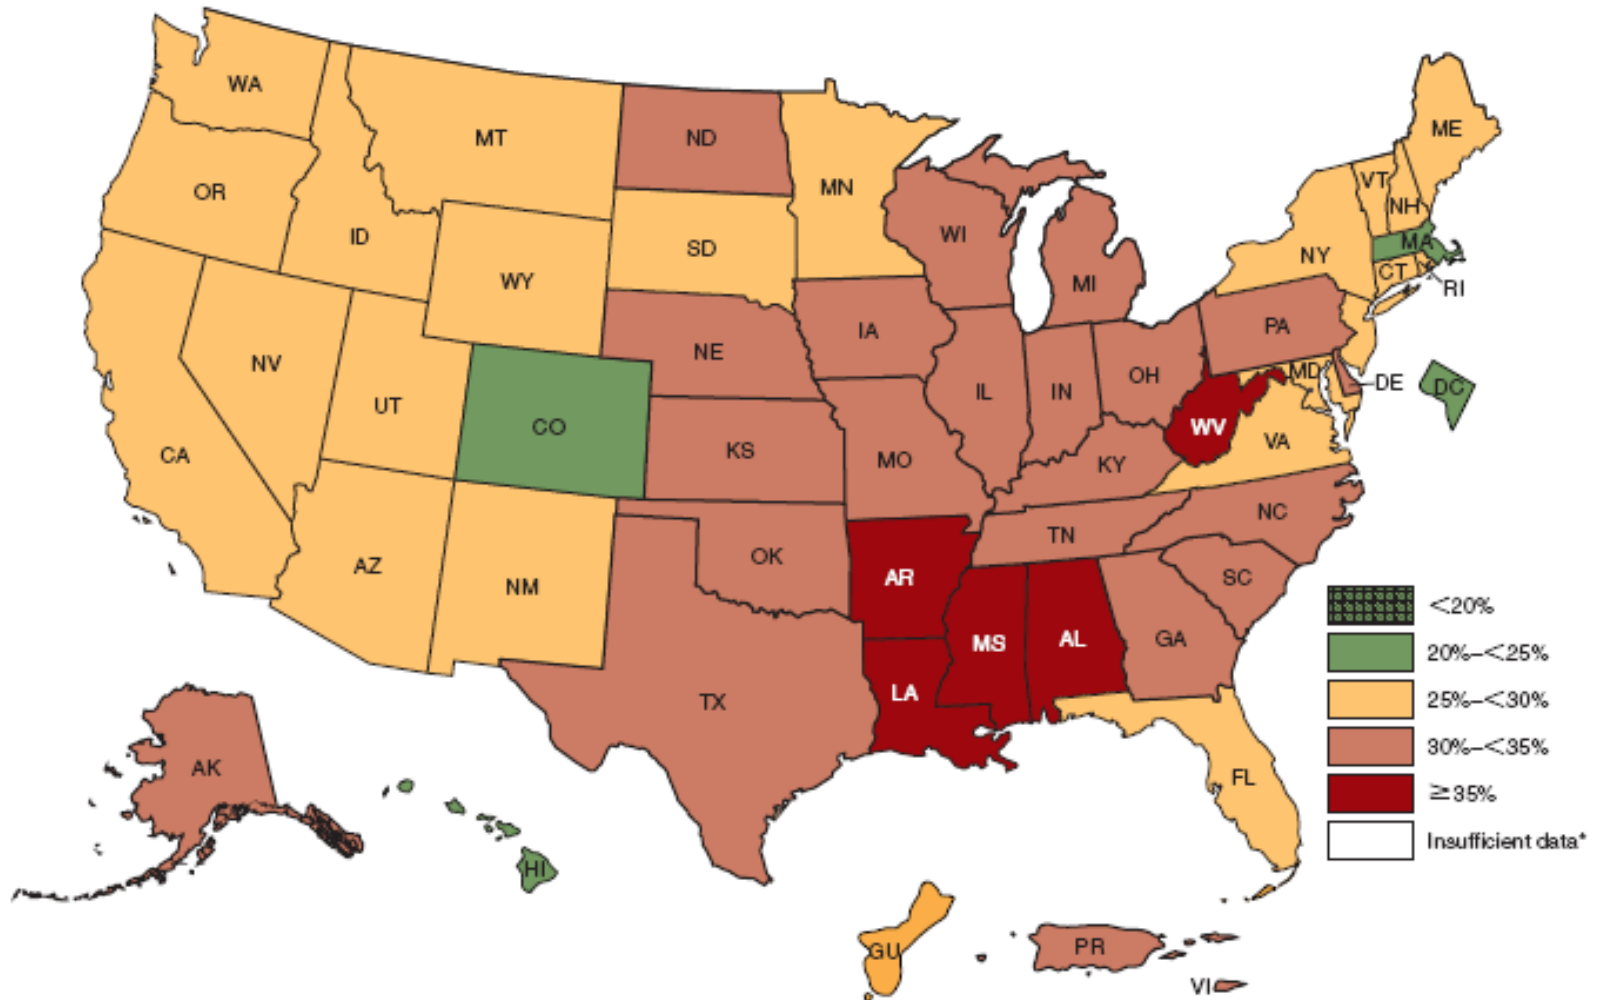 WA
ME
MT
ND
VT
MN
OR
NH
WI
ID
SD
MA
NY
CT
WY
MI
RI
PA
IA
NE
NV
MD
OH
DE
DC
IL
IN
UT
CO
WV
VA
KS
CA
MO
KY
NC
TN
OK
AZ
AR
SC
NM
<20%
GA
MS
AL
20%–<25%
LA
25%–<30%
TX
30%–<35%
AK
FL
≥35%
Insufficient data*
HI
GU
PR
VI